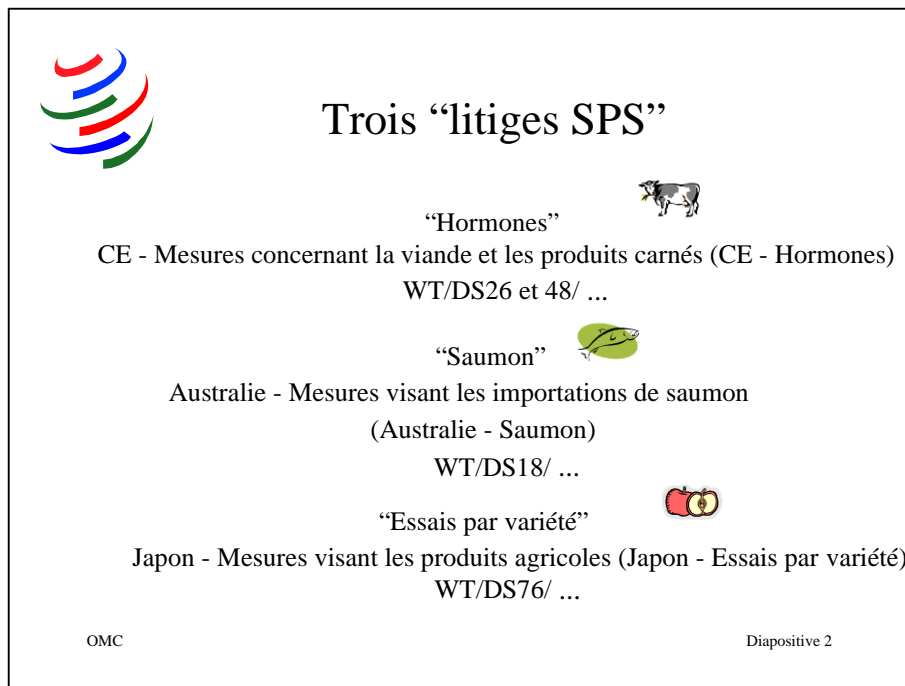 Trois “litiges SPS”
“Hormones”
CE - Mesures concernant la viande et les produits carnés (CE - Hormones)
WT/DS26 et 48/ ...
“Saumon”
Australie - Mesures visant les importations de saumon
(Australie - Saumon)
WT/DS18/ ...
“Essais par variété”
Japon - Mesures visant les produits agricoles (Japon - Essais par variété)
WT/DS76/ ...
OMC
Diapositive 2